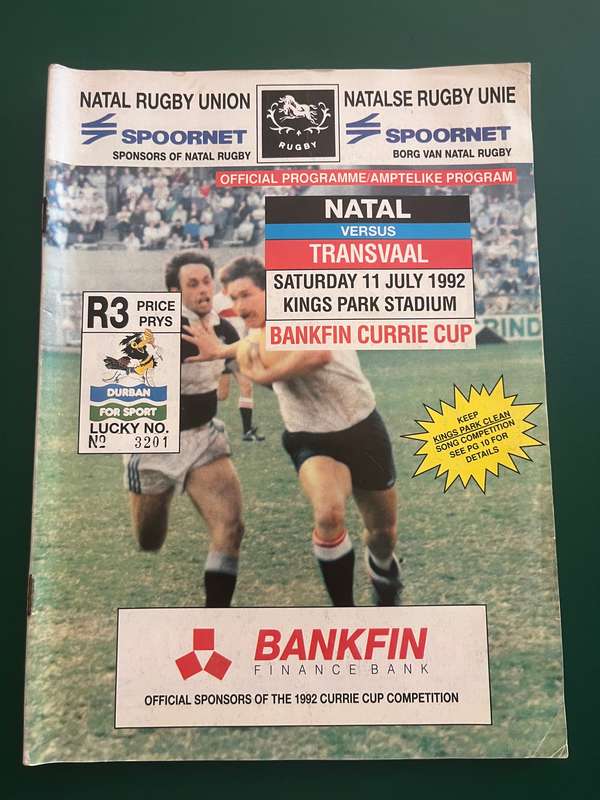 NATAL RUGBY UNION
SPOORNET
SPONSORS OF NATAL RUGBY
RUGBY
NATALSE RUGBY UNIE
SPOORNET
BORG VAN NATAL RUGBY
OFFICIAL PROGRAMME/AMPTELIKE PROGRAM
NATAL
VERSUS
TRANSVAAL
SATURDAY 11 JULY 1992
KINGS PARK STADIUM
BANKFIN CURRIE CUP
R3 PRICE
PRYS
DURBAN
FOR SPORT
LUCKY NO.
Nº 3201
KEEP
KINGS PARK CLEAN
SONG COMPETITION
SEE PG 10 FOR
DETAILS
BANKFIN
FINANCE BANK
OFFICIAL SPONSORS OF THE 1992 CURRIE CUP COMPETITION